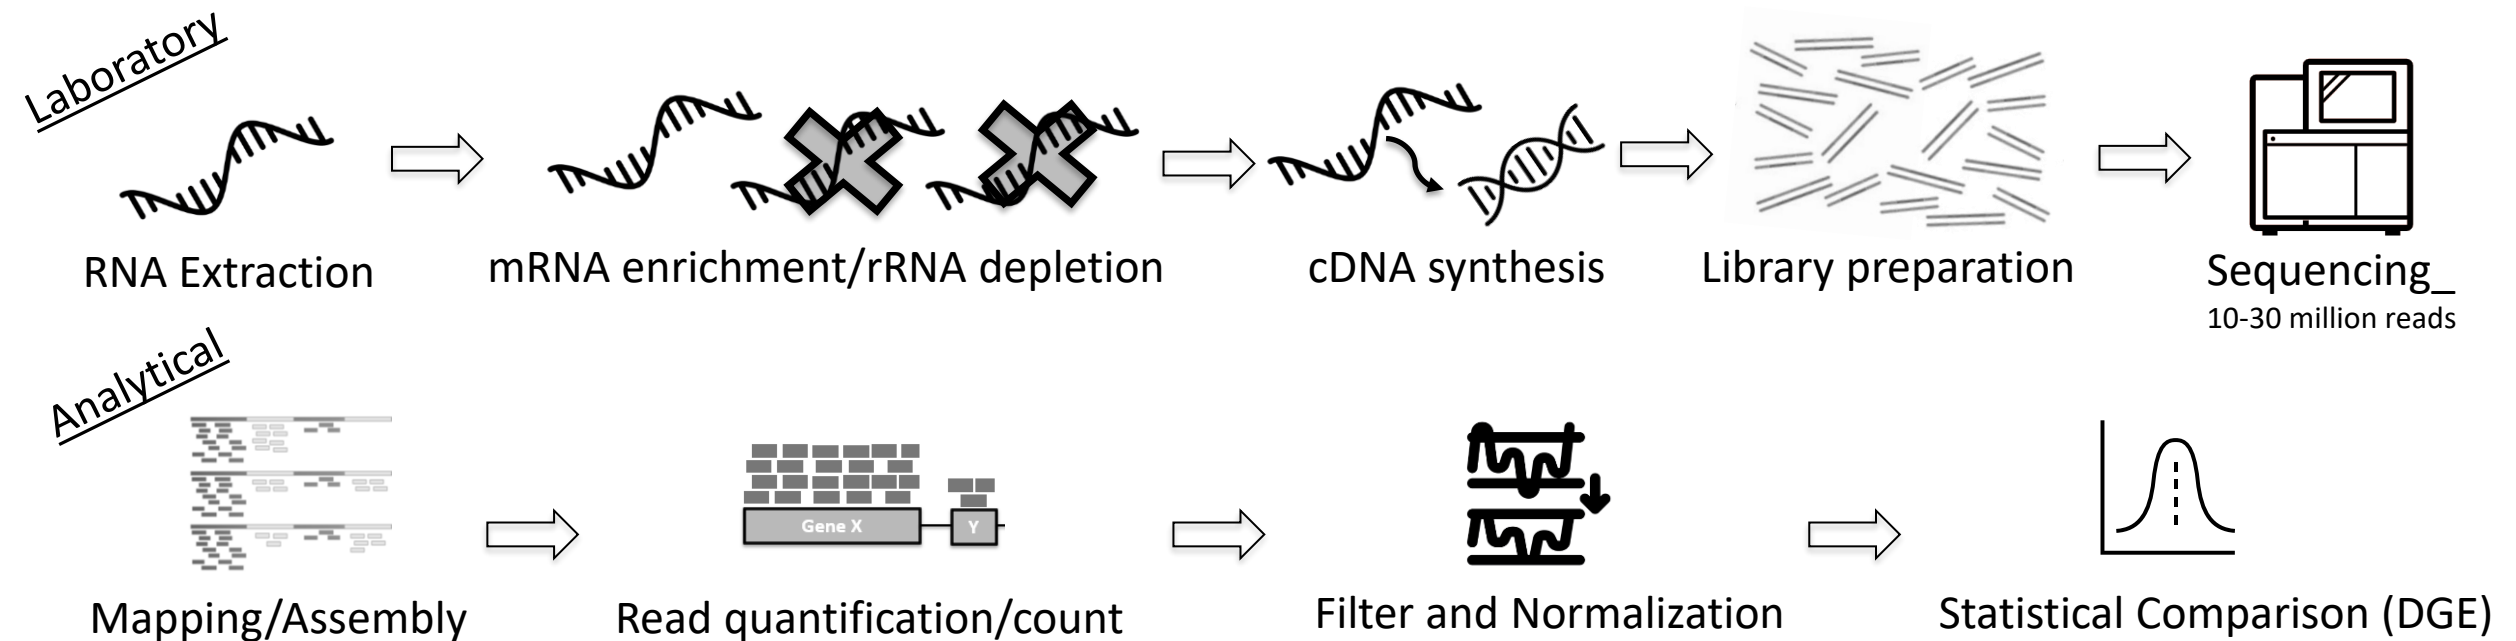 Laboratory
RNA Extraction
mRNA enrichment/rRNA depletion
cDNA synthesis
Library preparation
Sequencing_
10-30 million reads
Analytical
Gene X
Y
Mapping/Assembly
Read quantification/count
Filter and Normalization
Statistical Comparison (DGE)